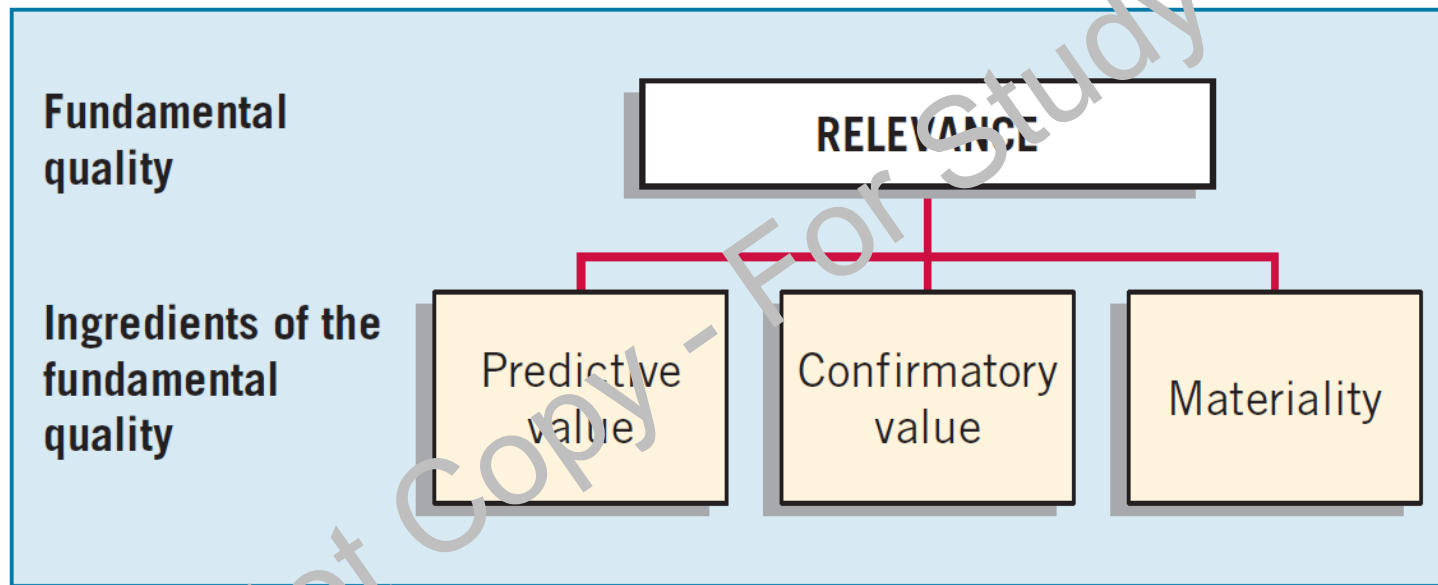 Fundamental
quality
RELEVANCE
Ingredients of the
fundamental
quality
Predictive
value
Confirmatory
value
Materiality
Copy - For Study